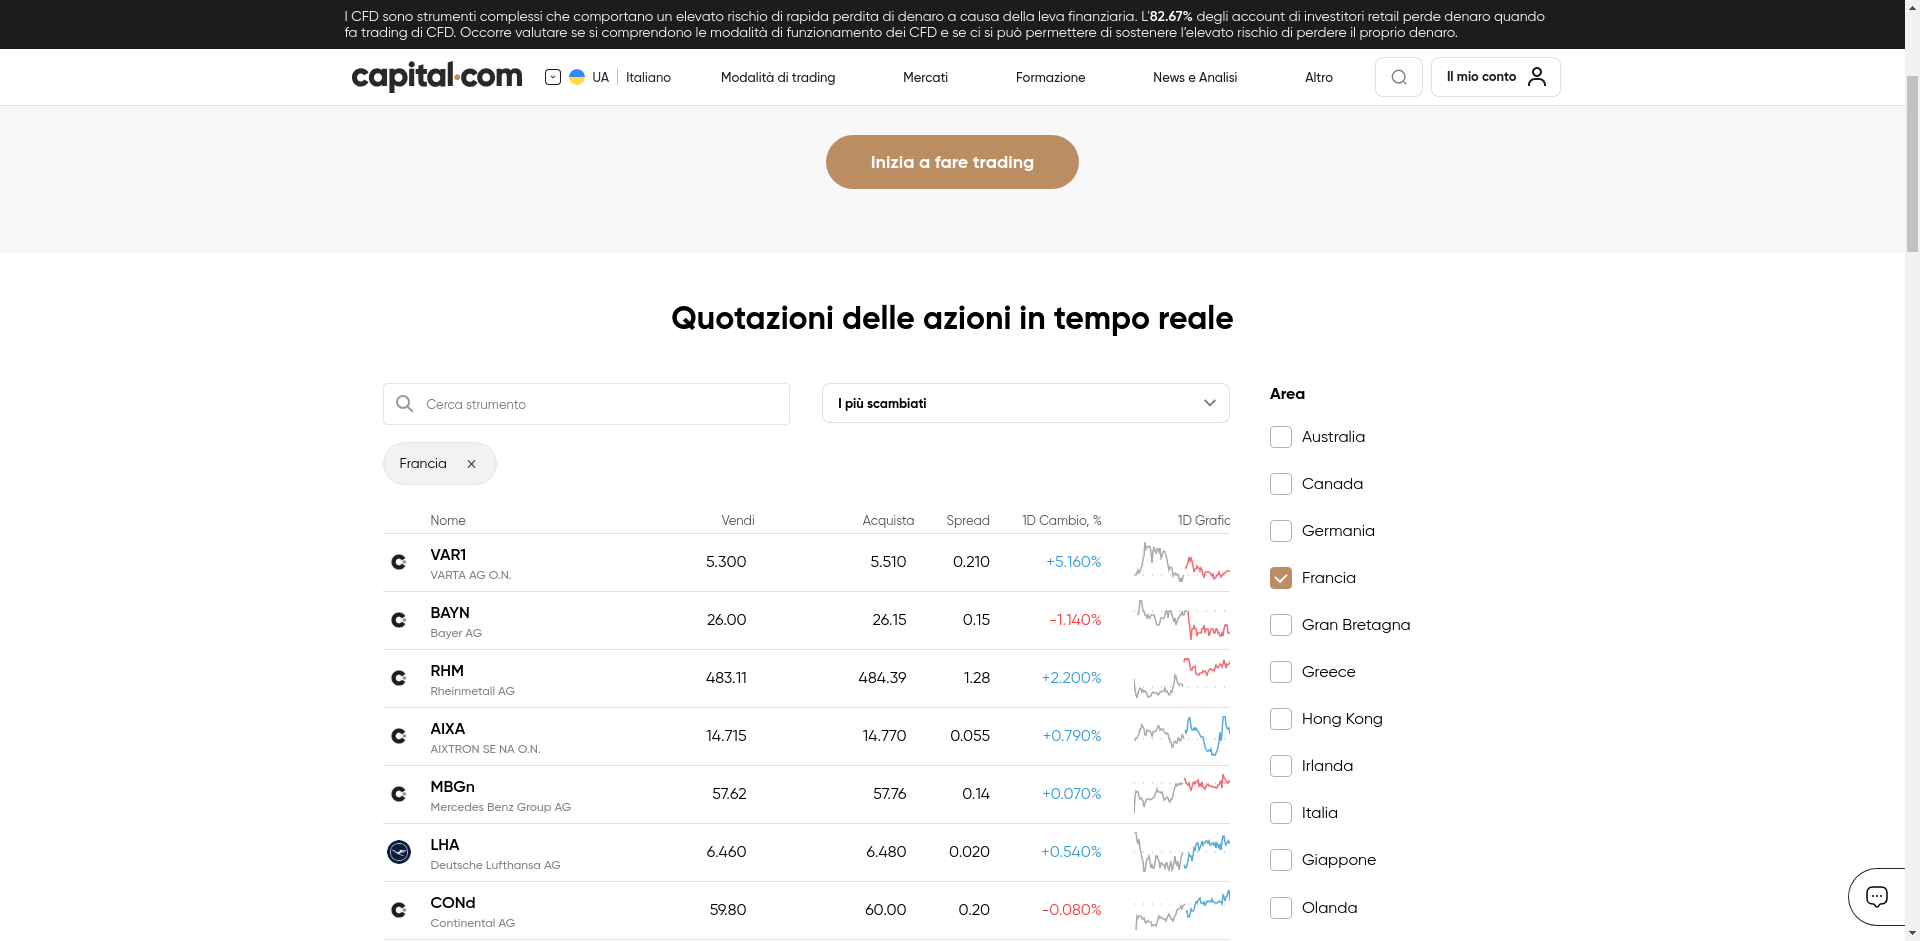 I CFD sono strumenti complessi che comportano un elevato rischio di rapida perdita di denaro a causa della leva finanziaria. L'82.67% degli account di investitori retail perde denaro quando
fa trading di CFD. Occorre valutare se si comprendono le modalità di funzionamento dei CFD e se ci si può permettere di sostenere l’elevato rischio di perdere il proprio denaro.
capital.com
UA
Italiano
Modalità di trading
Mercati
Formazione
News e Analisi
Altro
Il mio conto
Inizia a fare trading
Quotazioni delle azioni in tempo reale
Cerca strumento
I più scambiati
Francia
Nome Vendi Acquista Spread 1D Cambio, % 1D Grafic
VAR1
VARTA AG O.N.
5.300 5.510 0.210 +5.160%
BAYN
Bayer AG
26.00 26.15 0.15 -1.140%
RHM
Rheinmetall AG
483.11 484.39 1.28 +2.200%
AIXA
AIXTRON SE NA O.N.
14.715 14.770 0.055 +0.790%
MBGn
Mercedes Benz Group AG
57.62 57.76 0.14 +0.070%
LHA
Deutsche Lufthansa AG
6.460 6.480 0.020 +0.540%
CONd
Continental AG
59.80 60.00 0.20 -0.080%
Area
Australia
Canada
Germania
Francia
Gran Bretagna
Greece
Hong Kong
Irlanda
Italia
Giappone
Olanda